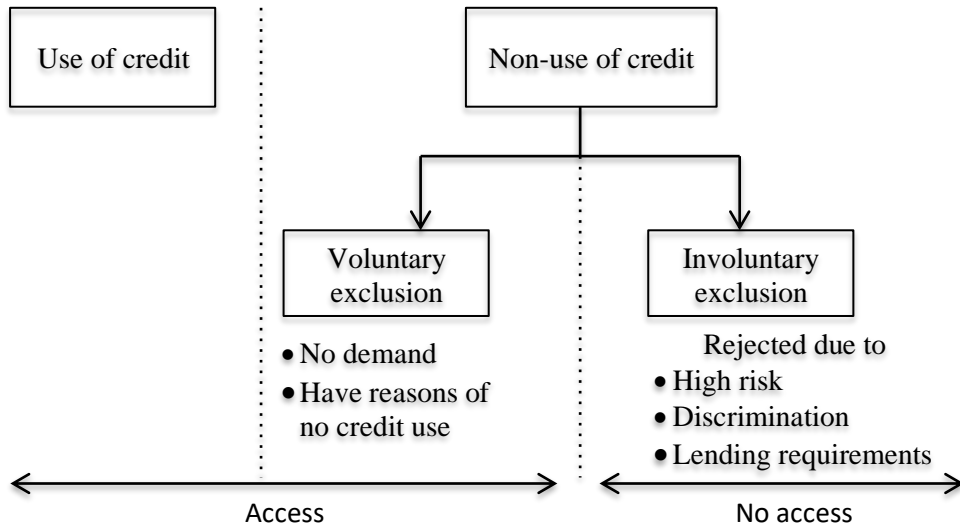 Use of credit
Non-use of credit
Voluntary
exclusion
Involuntary
exclusion
• No demand
• Have reasons of
no credit use
Rejected due to
• High risk
• Discrimination
• Lending requirements
Access
No access